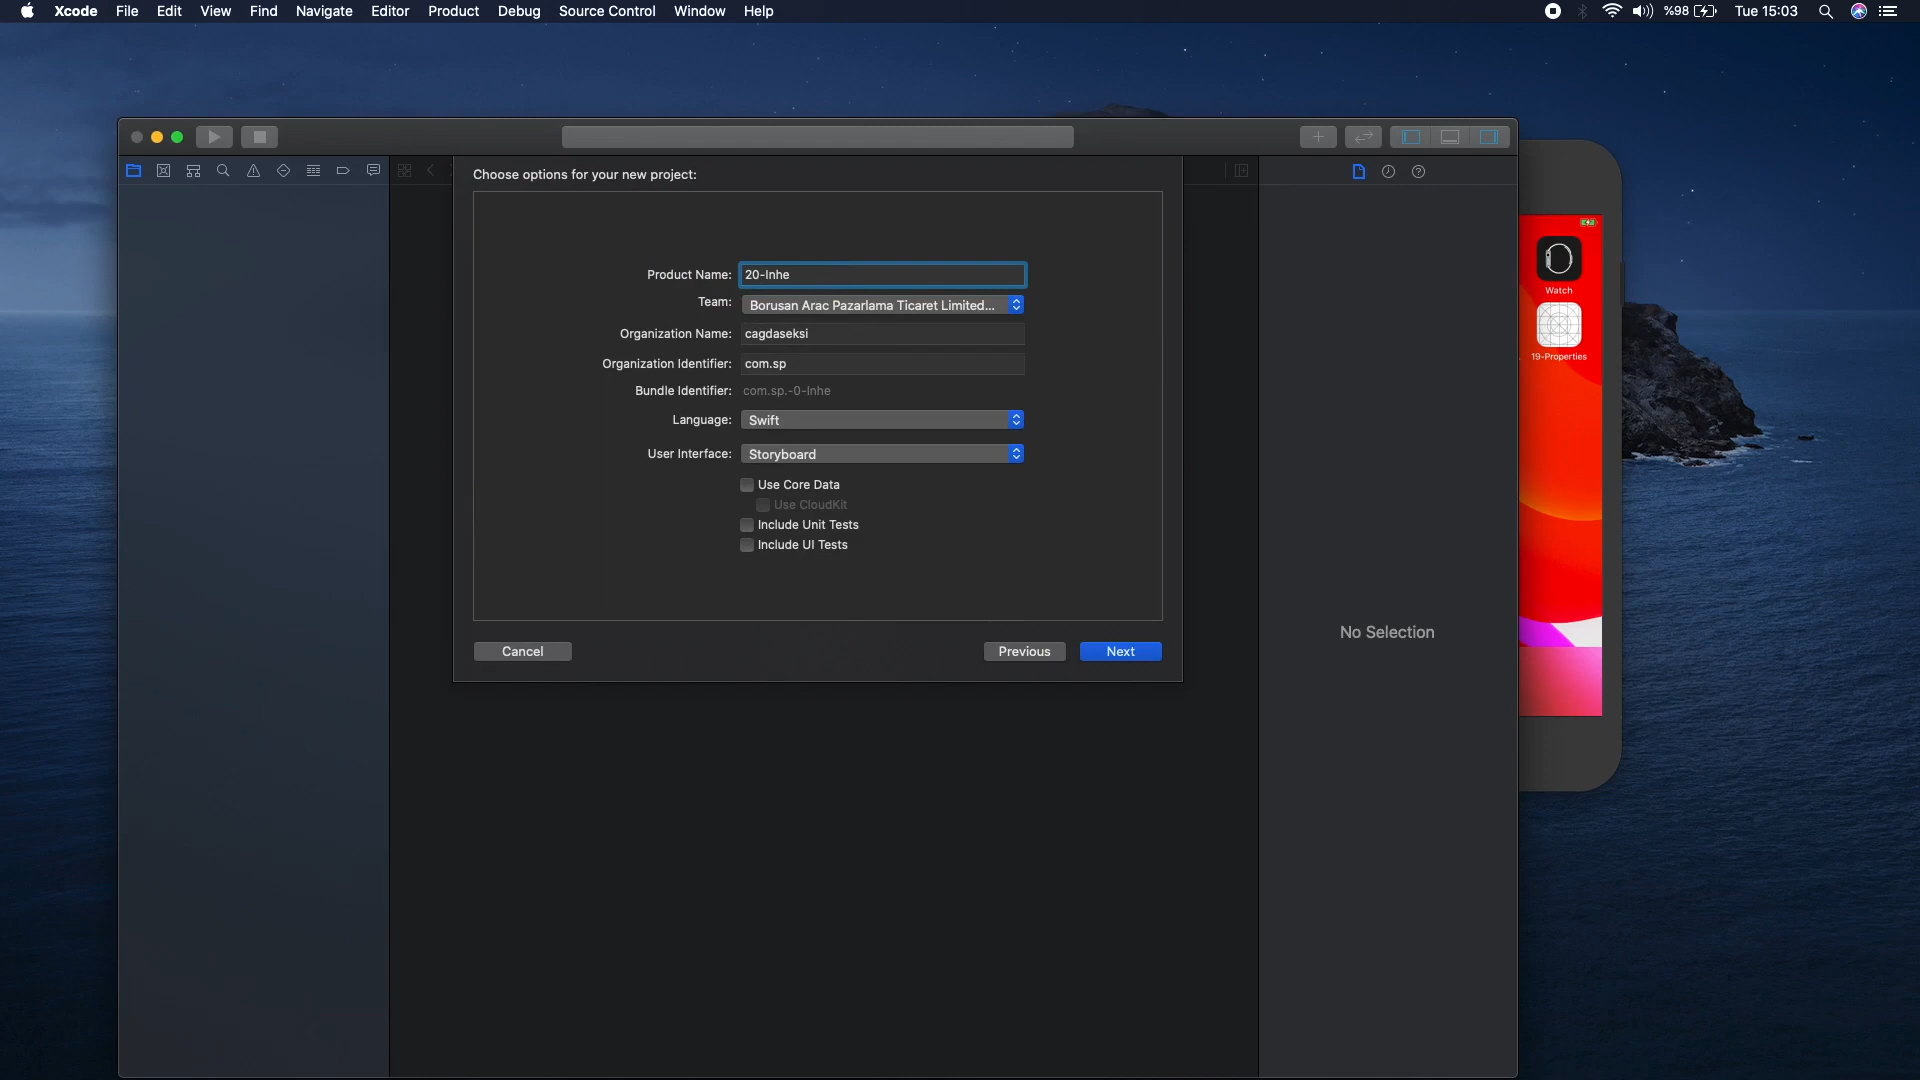 Xcode File Edit View Find Navigate Editor Product Debug Source Control Window Help %98 Tue 15:03
Choose options for your new project:
Product Name: 20-Inhe
Team: Borusan Arac Pazarlama Ticaret Limited...
Organization Name: cagdaseksi
Organization Identifier: com.sp
Bundle Identifier: com.sp.-0-Inhe
Language: Swift
User Interface: Storyboard
Use Core Data
Use CloudKit
Include Unit Tests
Include UI Tests
Cancel Previous Next
No Selection
Watch
19-Properties